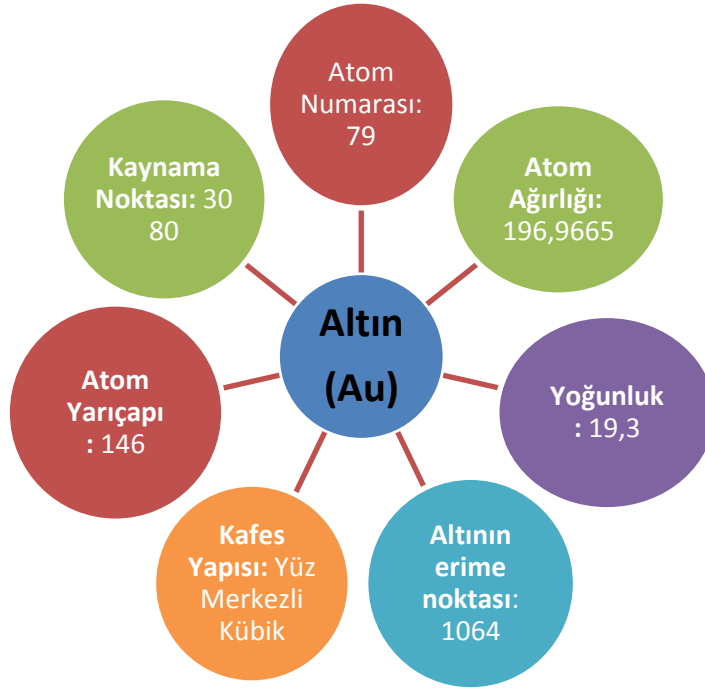 Atom
Numarası:
79
Atom
Ağırlığı:
196,9665
Yoğunluk
: 19,3
Altının
erime
noktası:
1064
Kafes
Yapısı: Yüz
Merkezli
Kübik
Atom
Yarıçapı
: 146
Kaynama
Noktası: 30
80
Altın
(Au)